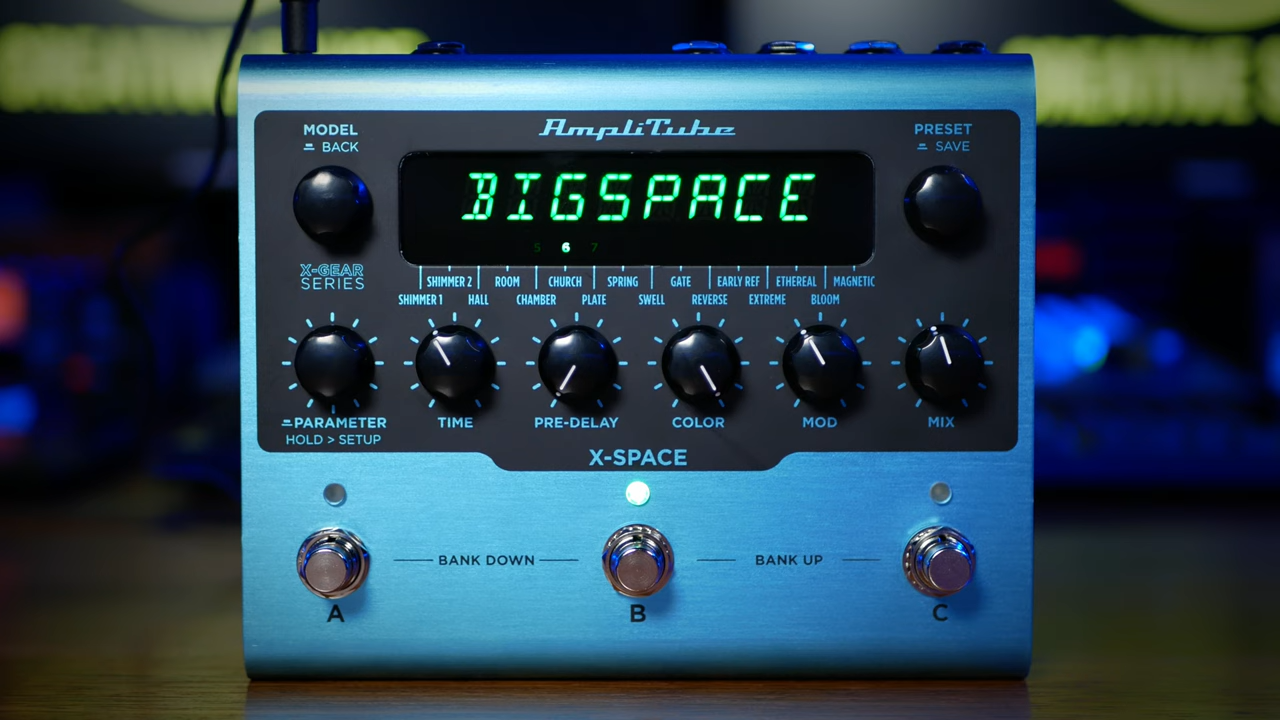 AmpliTube
MODEL
BACK
PRESET
SAVE
BIGSPACE
5 6 7
X-GEAR
SERIES
SHIMMER 2 ROOM CHURCH SPRING GATE EARLY REF ETHEREAL MAGNETIC
SHIMMER 1 HALL CHAMBER PLATE SWELL REVERSE EXTREME BLOOM
PARAMETER TIME PRE-DELAY COLOR MOD MIX
HOLD > SETUP
X-SPACE
BANK DOWN BANK UP
A B C